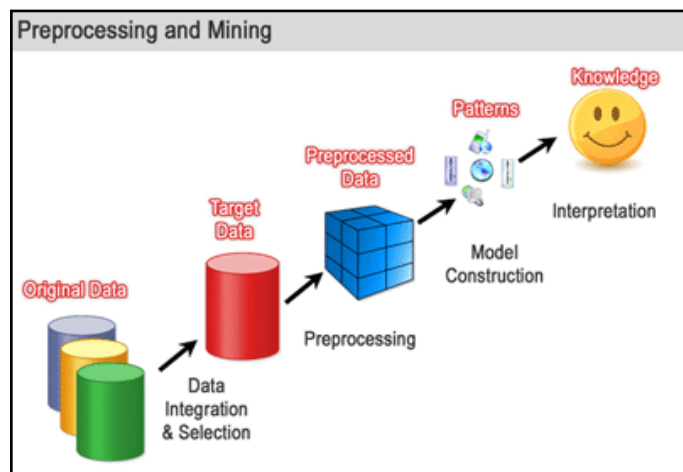 Preprocessing and Mining
Knowledge
Patterns
Preprocessed
Data
Target
Data
Original Data
Interpretation
Model
Construction
Preprocessing
Data
Integration
& Selection